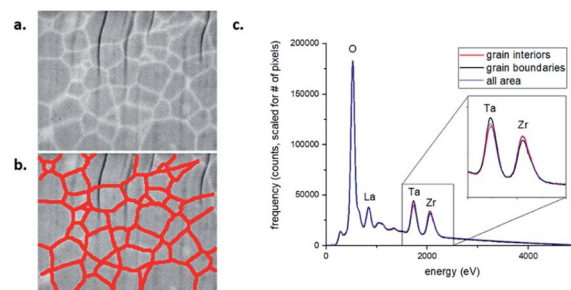 a.
b.
c.
frequency (counts, scaled for # of pixels)
200000
150000
100000
50000
0
O
La
Ta
Zr
grain interiors
grain boundaries
all area
Ta
Zr
0
2000
4000
energy (eV)